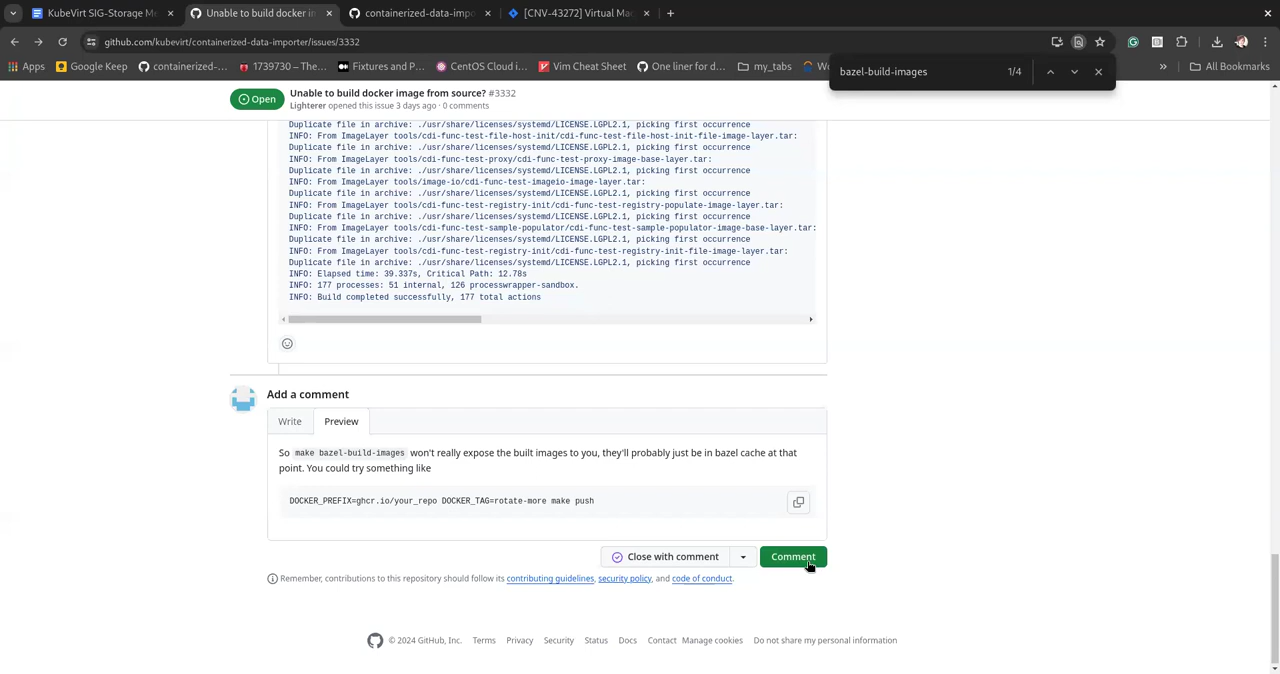 KubeVirt SIG-Storage Me
Unable to build docker in
containerized-data-impo
[CNV-43272] Virtual Mac
github.com/kubevirt/containerized-data-importer/issues/3332
Apps
Google Keep
containerized-...
1739730 – The...
Fixtures and P...
CentOS Cloud i...
Vim Cheat Sheet
One liner for d...
my_tabs
»
All Bookmarks
bazel-build-images 1/4
Open
Unable to build docker image from source? #3332
Lighterer opened this issue 3 days ago · 0 comments
Duplicate file in archive: ./usr/share/licenses/systemd/LICENSE.LGPL2.1, picking first occurrence
INFO: From ImageLayer tools/cdi-func-test-file-host-init/cdi-func-test-file-host-init-file-image-layer.tar:
Duplicate file in archive: ./usr/share/licenses/systemd/LICENSE.LGPL2.1, picking first occurrence
INFO: From ImageLayer tools/cdi-func-test-proxy/cdi-func-test-proxy-image-base-layer.tar:
Duplicate file in archive: ./usr/share/licenses/systemd/LICENSE.LGPL2.1, picking first occurrence
INFO: From ImageLayer tools/image-io/cdi-func-test-imageio-image-layer.tar:
Duplicate file in archive: ./usr/share/licenses/systemd/LICENSE.LGPL2.1, picking first occurrence
INFO: From ImageLayer tools/cdi-func-test-registry-init/cdi-func-test-registry-populate-image-layer.tar:
Duplicate file in archive: ./usr/share/licenses/systemd/LICENSE.LGPL2.1, picking first occurrence
INFO: From ImageLayer tools/cdi-func-test-sample-populator/cdi-func-test-sample-populator-image-base-layer.tar:
Duplicate file in archive: ./usr/share/licenses/systemd/LICENSE.LGPL2.1, picking first occurrence
INFO: From ImageLayer tools/cdi-func-test-registry-init/cdi-func-test-registry-init-file-image-layer.tar:
Duplicate file in archive: ./usr/share/licenses/systemd/LICENSE.LGPL2.1, picking first occurrence
INFO: Elapsed time: 39.337s, Critical Path: 12.78s
INFO: 177 processes: 51 internal, 126 processwrapper-sandbox.
INFO: Build completed successfully, 177 total actions
Add a comment
Write Preview
So make bazel-build-images won't really expose the built images to you, they'll probably just be in bazel cache at that
point. You could try something like
DOCKER_PREFIX=ghcr.io/your_repo DOCKER_TAG=rotate-more make push
Close with comment
Comment
Remember, contributions to this repository should follow its contributing guidelines, security policy, and code of conduct.
© 2024 GitHub, Inc. Terms Privacy Security Status Docs Contact Manage cookies Do not share my personal information